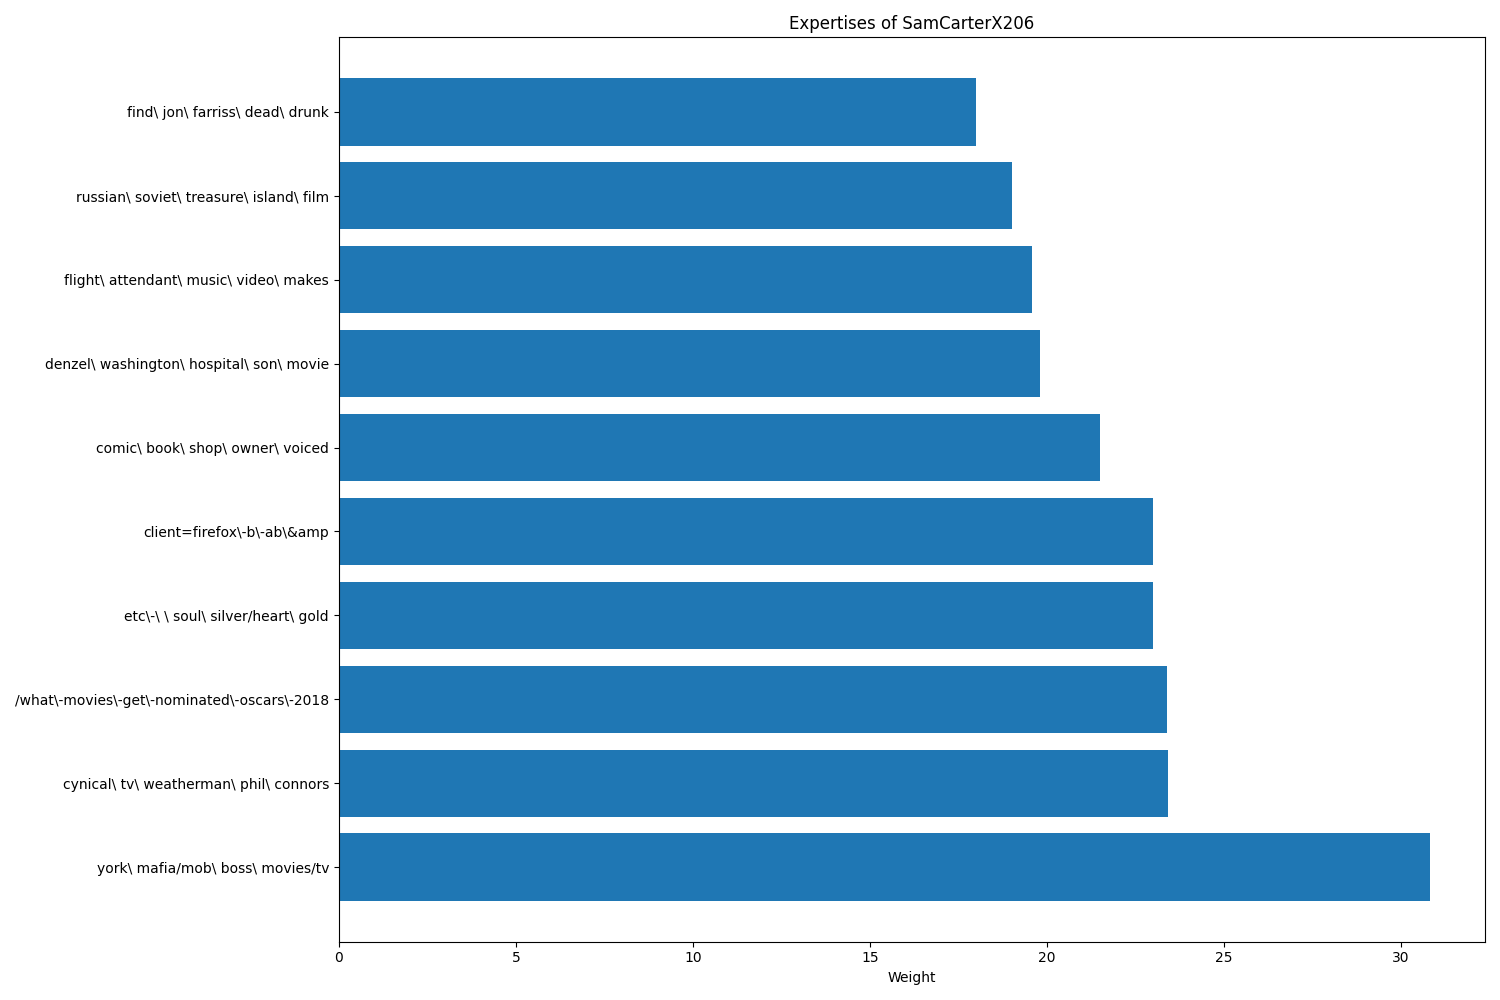 Expertises of SamCarterX206
find\ jon\ farriss\ dead\ drunk
russian\ soviet\ treasure\ island\ film
flight\ attendant\ music\ video\ makes
denzel\ washington\ hospital\ son\ movie
comic\ book\ shop\ owner\ voiced
client=firefox\-b\-ab\&amp
etc\-\ \ soul\ silver/heart\ gold
/what\-movies\-get\-nominated\-oscars\-2018
cynical\ tv\ weatherman\ phil\ connors
york\ mafia/mob\ boss\ movies/tv
0 5 10 15 20 25 30
Weight